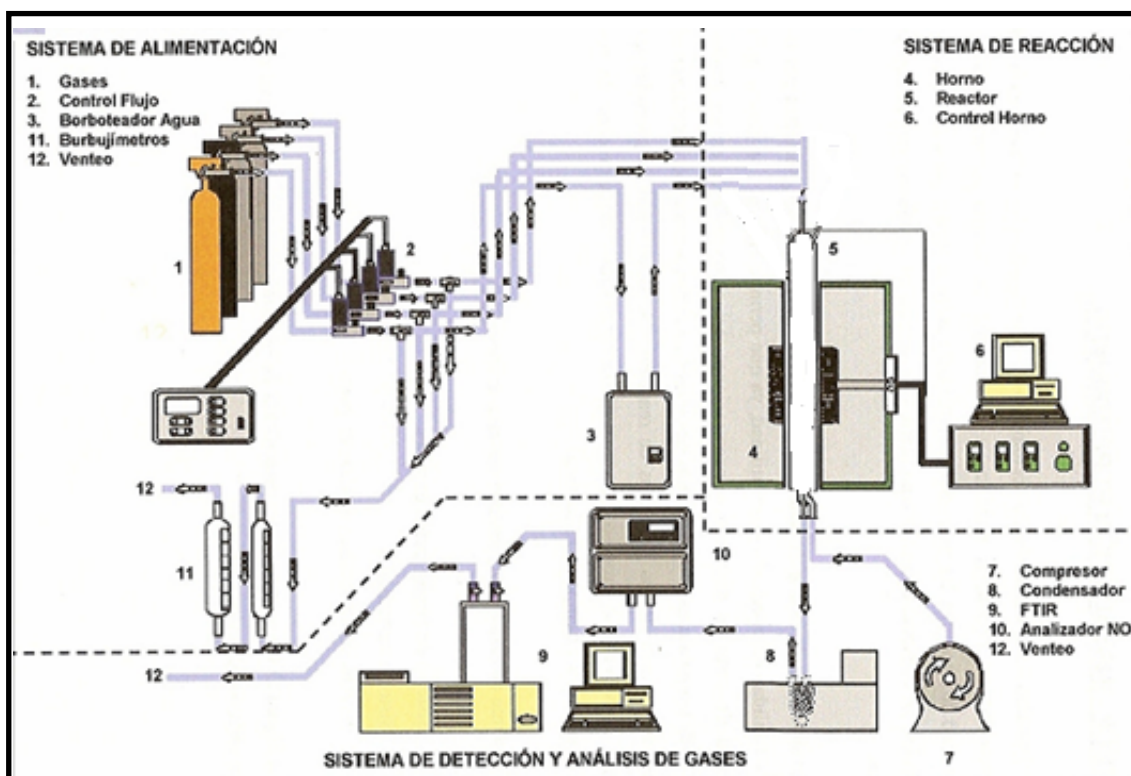 SISTEMA DE ALIMENTACIÓN
1. Gases
2. Control Flujo
3. Borboteador Agua
11. Burbujímetros
12. Venteo
SISTEMA DE REACCIÓN
4. Horno
5. Reactor
6. Control Horno
1
2
3
4
5
6
12
11
12
10
9
8
7
7. Compresor
8. Condensador
9. FTIR
10. Analizador NO
12. Venteo
SISTEMA DE DETECCIÓN Y ANÁLISIS DE GASES